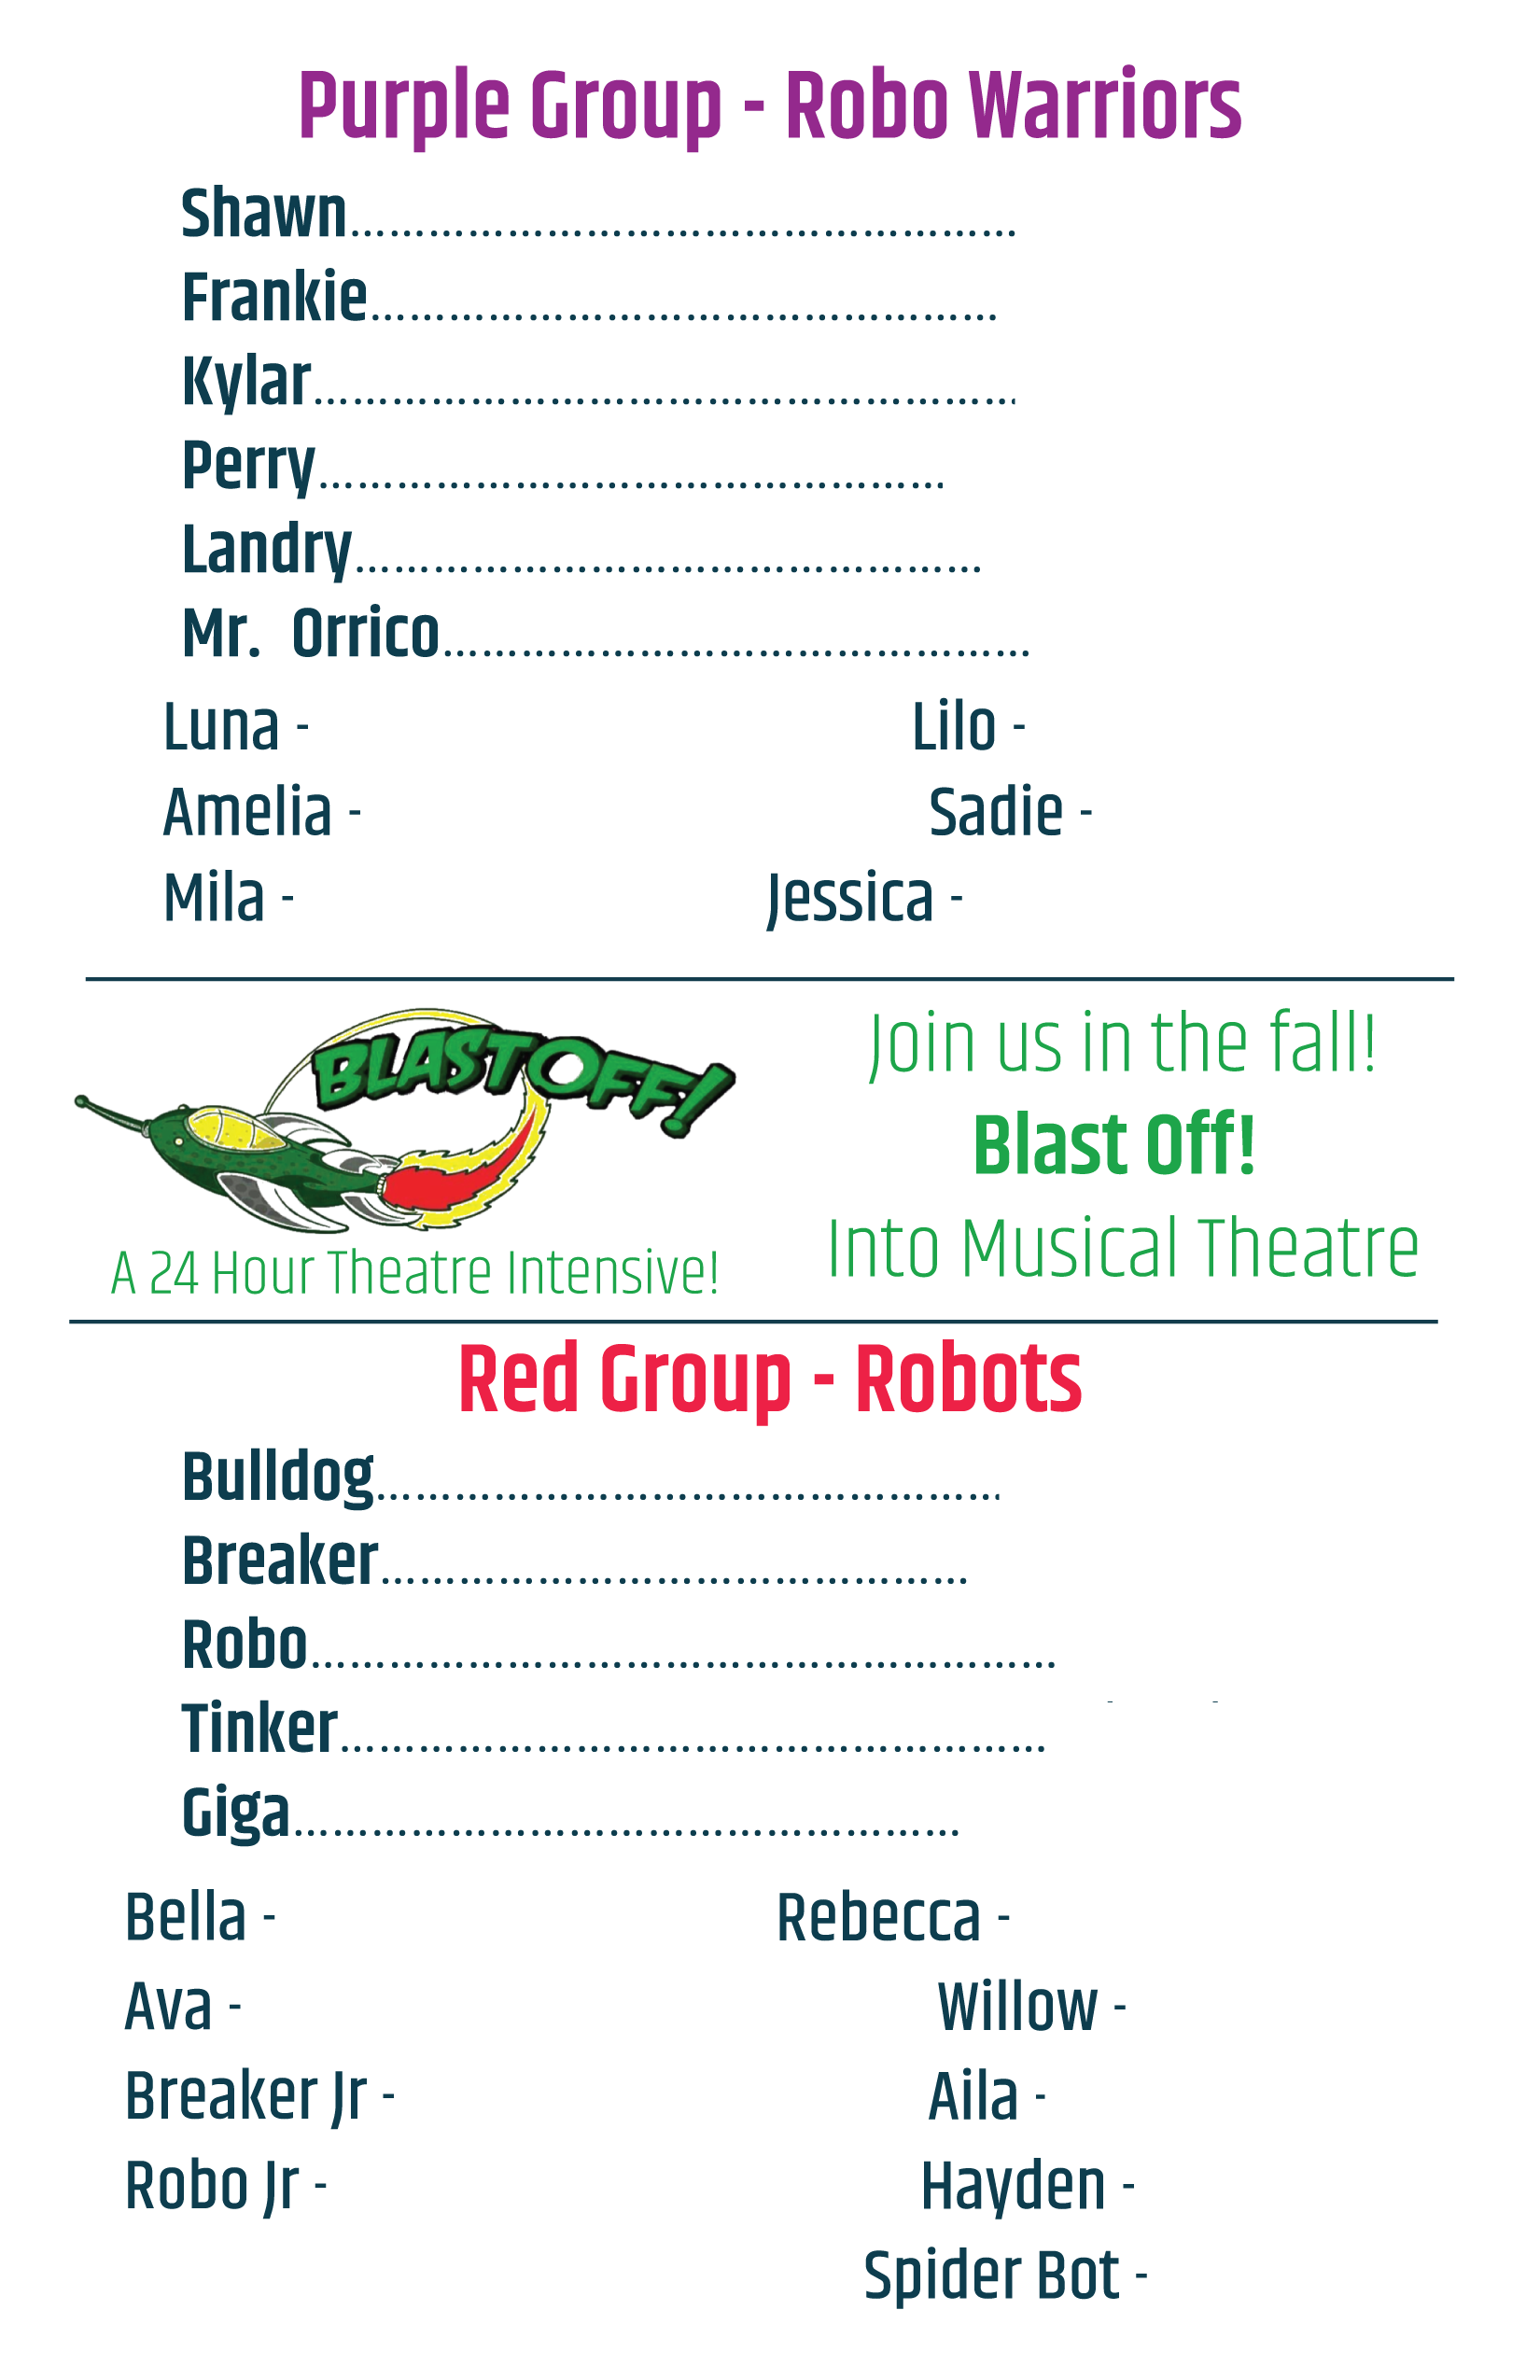 Purple Group - Robo Warriors
Shawn..................................................
Frankie...............................................
Kylar.....................................................
Perry...............................................
Landry...............................................
Mr. Orrico............................................
Luna -
Lilo -
Amelia -
Sadie -
Mila -
Jessica -
BLAST OFF!
A 24 Hour Theatre Intensive!
Join us in the fall!
Blast Off!
Into Musical Theatre
Red Group - Robots
Bulldog...............................................
Breaker............................................
Robo........................................................
Tinker.....................................................
Giga..................................................
Bella -
Rebecca -
Ava -
Willow -
Breaker Jr -
Aila -
Robo Jr -
Hayden -
Spider Bot -